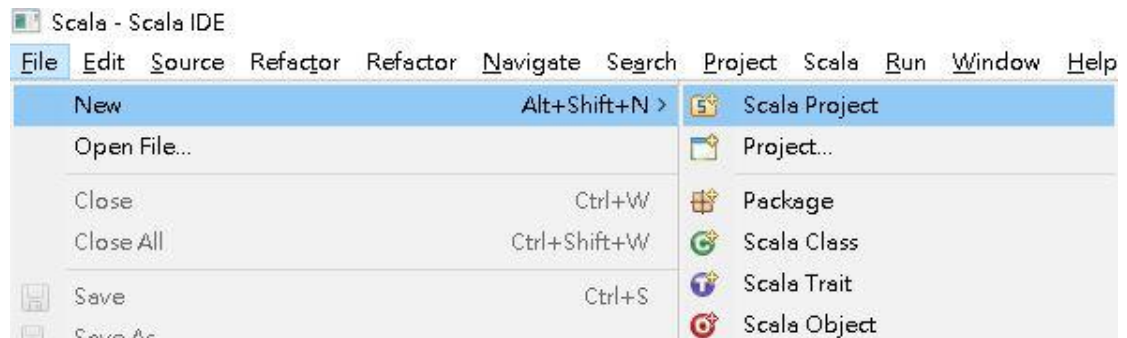 Scala - Scala IDE
File Edit Source Refactor Refactor Navigate Search Project Scala Run Window Help
New Alt+Shift+N > Scala Project
Open File... Project...
Close Ctrl+W Package
Close All Ctrl+Shift+W Scala Class
Scala Trait
Save Ctrl+S
Scala Object
Save As